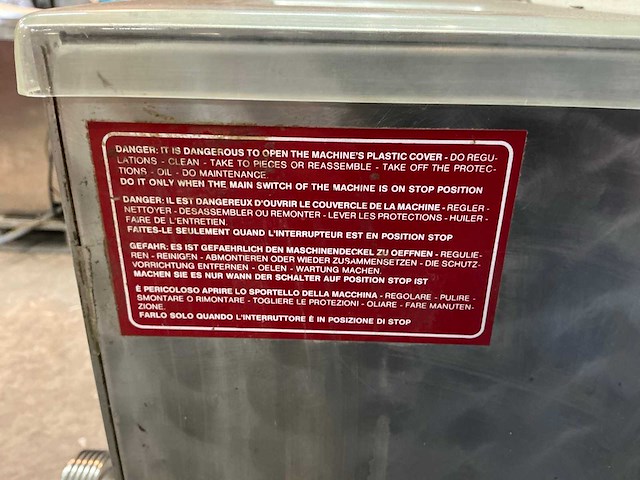 DANGER: IT IS DANGEROUS TO OPEN THE MACHINE'S PLASTIC COVER - DO REGU-
LATIONS - CLEAN - TAKE TO PIECES OR REASSEMBLE - TAKE OFF THE PROTEC-
TIONS - OIL - DO MAINTENANCE.
DO IT ONLY WHEN THE MAIN SWITCH OF THE MACHINE IS ON STOP POSITION
DANGER: IL EST DANGEREUX D'OUVRIR LE COUVERCLE DE LA MACHINE - REGLER -
NETTOYER - DESASSEMBLER OU REMONTER - LEVER LES PROTECTIONS - HUILER -
FAIRE DE L'ENTRETIEN.
FAITES-LE SEULEMENT QUAND L'INTERRUPTEUR EST EN POSITION STOP
GEFAHR: ES IST GEFAEHRLICH DEN MASCHINENDECKEL ZU OEFFNEN - REGULIE-
REN - REINIGEN - ABMONTIEREN ODER WIEDER ZUSAMMENSETZEN - DIE SCHUTZ-
VORRICHTUNG ENTFERNEN - OELEN - WARTUNG MACHEN.
MACHEN SIE ES NUR WANN DER SCHALTER AUF POSITION STOP IST
È PERICOLOSO APRIRE LO SPORTELLO DELLA MACCHINA - REGOLARE - PULIRE -
SMONTARE O RIMONTARE - TOGLIERE LE PROTEZIONI - OLIARE - FARE MANUTEN-
ZIONE.
FARLO SOLO QUANDO L'INTERRUTTORE È IN POSIZIONE DI STOP